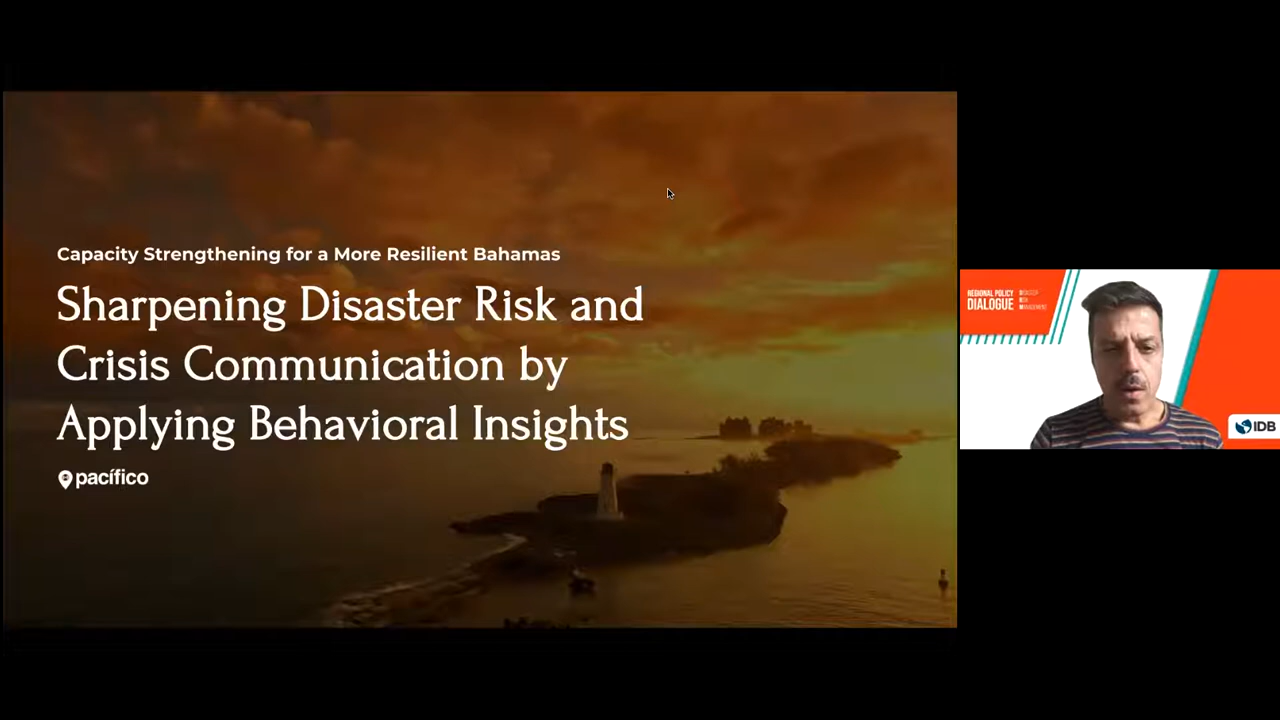 Capacity Strengthening for a More Resilient Bahamas
Sharpening Disaster Risk and
Crisis Communication by
Applying Behavioral Insights
pacífico
REGIONAL POLICY
DIALOGUE
IDB